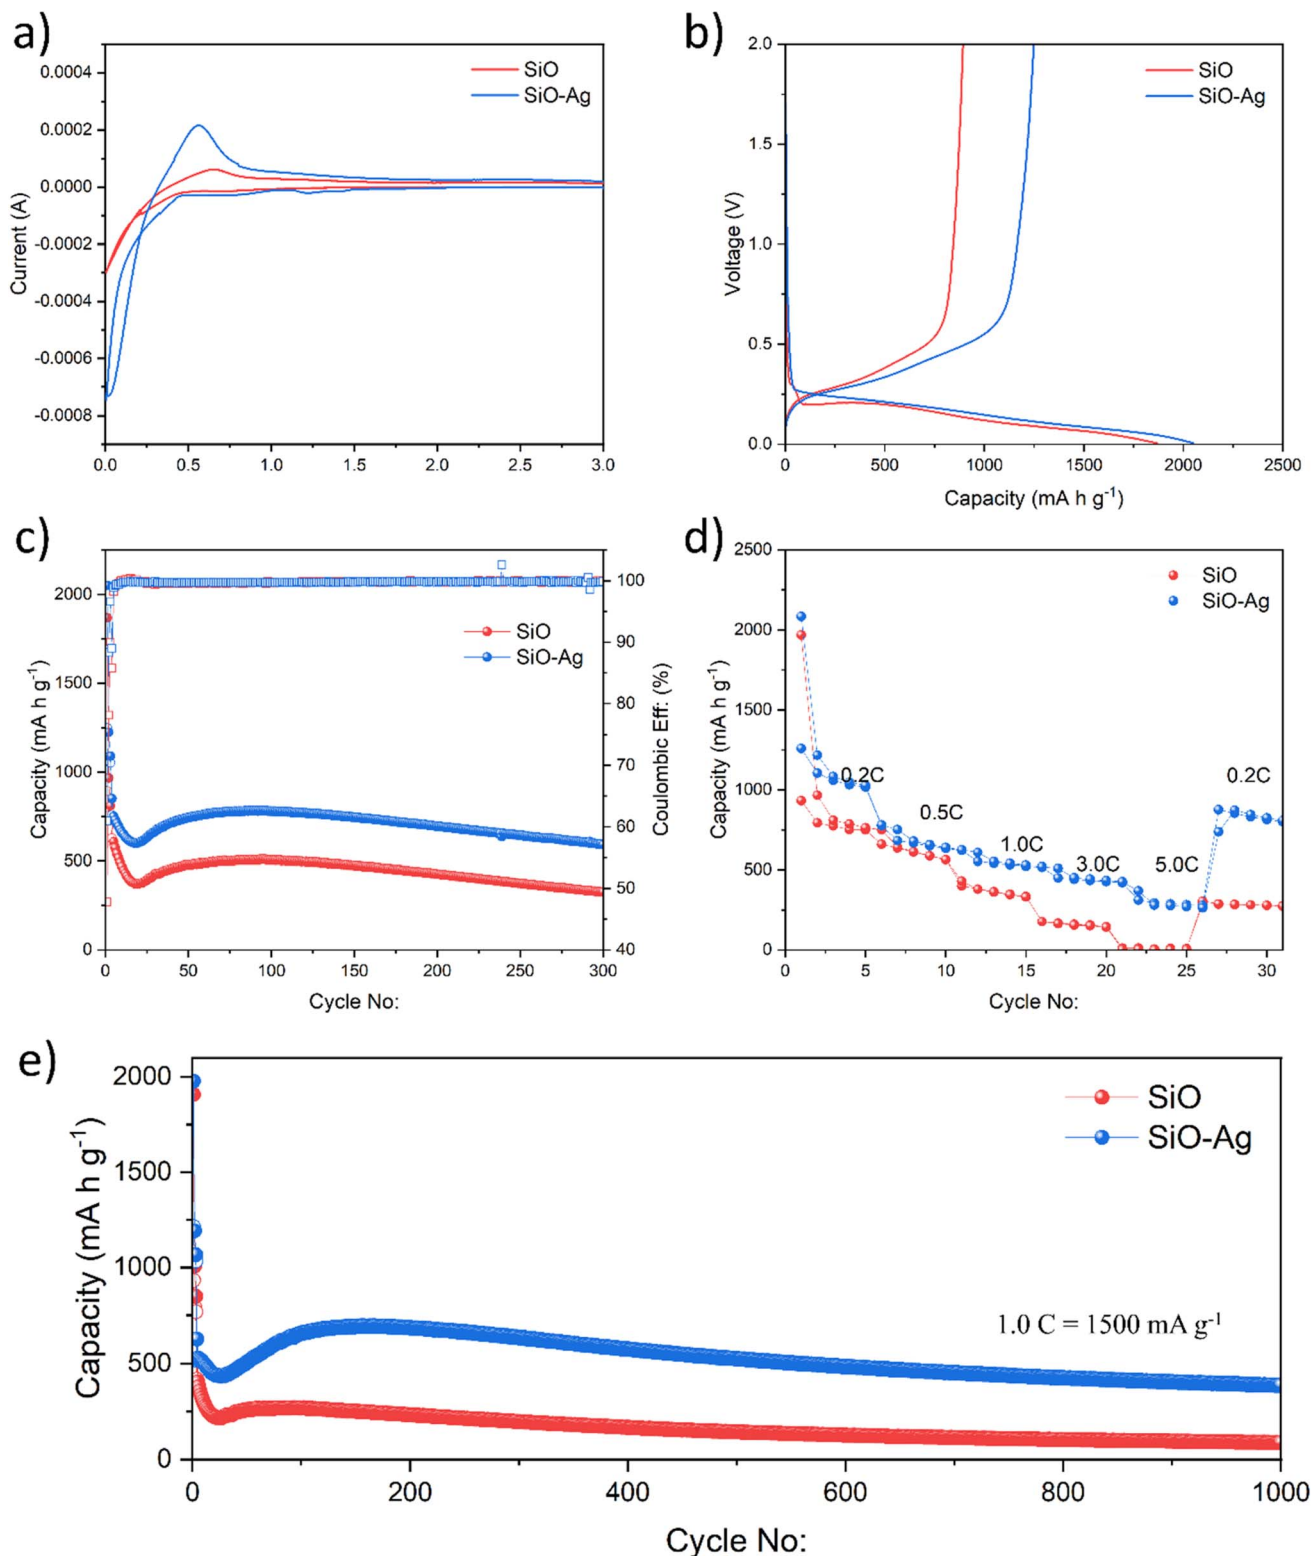 a)
SiO
SiO-Ag
0.0004
0.0002
0.0000
-0.0002
-0.0004
-0.0006
-0.0008
Current (A)
0.0 0.5 1.0 1.5 2.0 2.5 3.0
b)
SiO
SiO-Ag
2.0
1.5
1.0
0.5
0.0
Voltage (V)
0 500 1000 1500 2000 2500
Capacity (mA h g-1)
c)
SiO
SiO-Ag
2000
1500
1000
500
0
Capacity (mA h g-1)
100
90
80
70
60
50
40
Coulombic Eff. (%)
0 50 100 150 200 250 300
Cycle No:
d)
SiO
SiO-Ag
2500
2000
1500
1000
500
0
Capacity (mA h g-1)
0.2C
0.5C
1.0C
3.0C
5.0C
0.2C
0 5 10 15 20 25 30
Cycle No:
e)
SiO
SiO-Ag
2000
1500
1000
500
0
Capacity (mA h g-1)
1.0 C = 1500 mA g-1
0 200 400 600 800 1000
Cycle No: